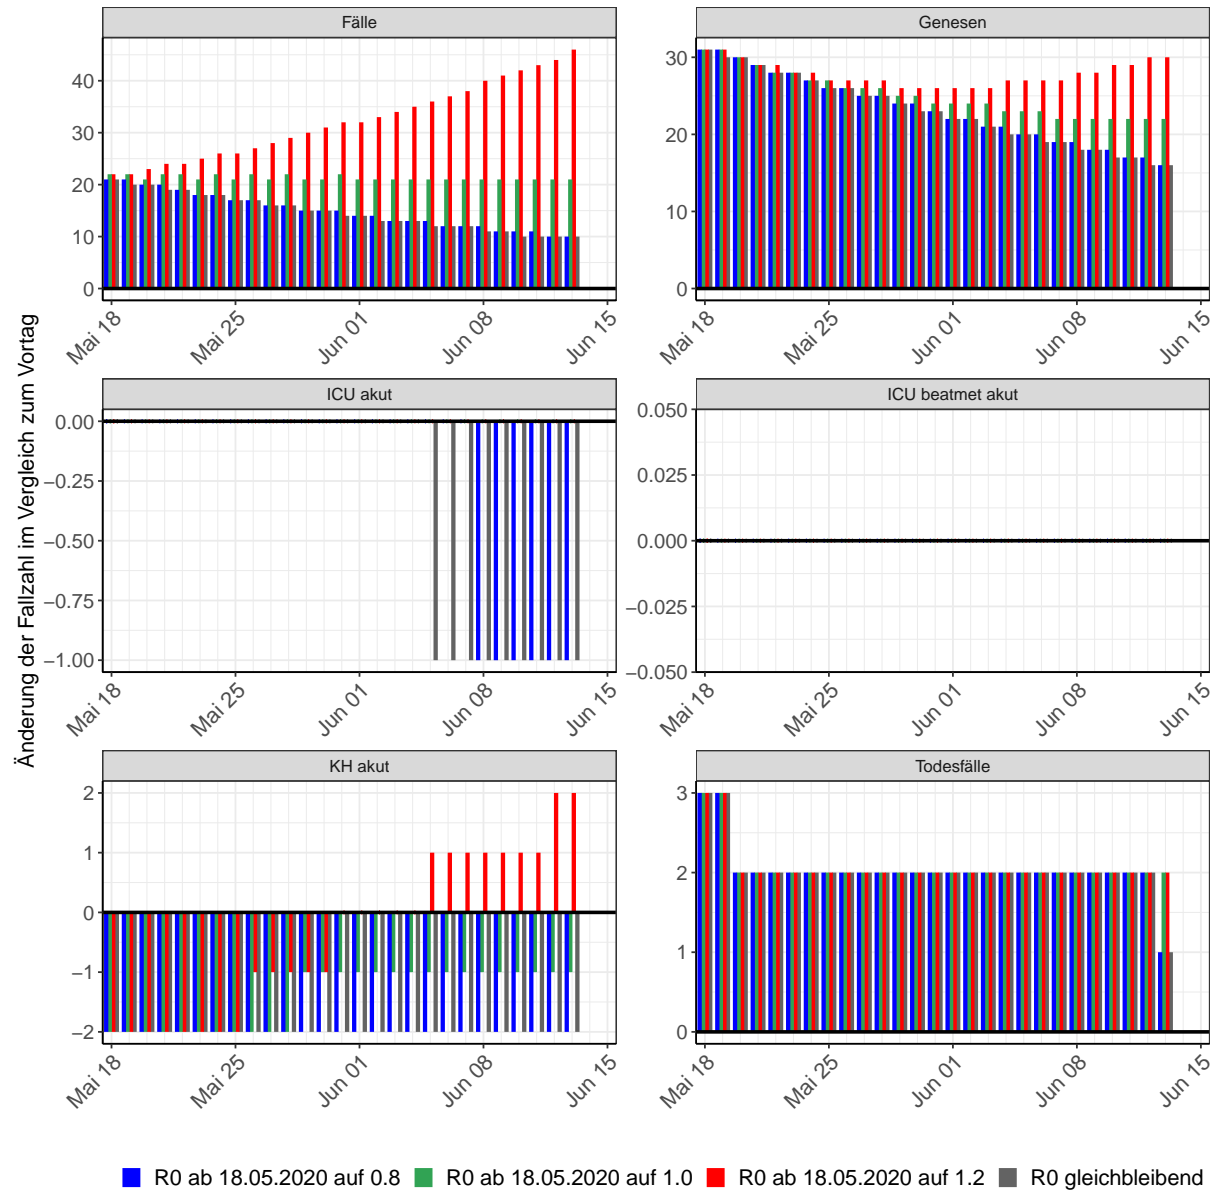 Fälle
Genesen
0
10
20
30
40
Mai 18
Mai 25
Jun 01
Jun 08
Jun 15
0
10
20
30
Mai 18
Mai 25
Jun 01
Jun 08
Jun 15
Änderung der Fallzahl im Vergleich zum Vortag
ICU akut
ICU beatmet akut
0.00
−0.25
−0.50
−0.75
−1.00
Mai 18
Mai 25
Jun 01
Jun 08
Jun 15
0.050
0.025
0.000
−0.025
−0.050
Mai 18
Mai 25
Jun 01
Jun 08
Jun 15
KH akut
Todesfälle
2
1
0
−1
−2
Mai 18
Mai 25
Jun 01
Jun 08
Jun 15
3
2
1
0
Mai 18
Mai 25
Jun 01
Jun 08
Jun 15
R0 ab 18.05.2020 auf 0.8
R0 ab 18.05.2020 auf 1.0
R0 ab 18.05.2020 auf 1.2
R0 gleichbleibend